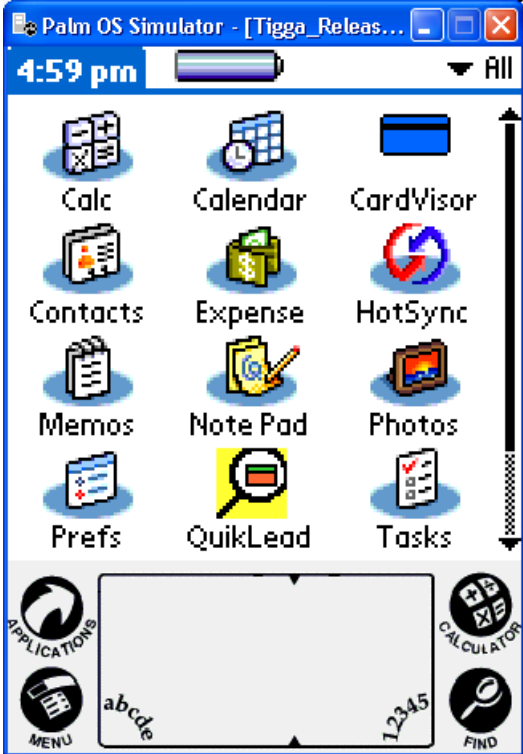 Palm OS Simulator - [Tigga_Releas...
4:59 pm All
Calc Calendar CardVisor
Contacts Expense HotSync
Memos Note Pad Photos
Prefs QuikLead Tasks
APPLICATIONS CALCULATOR
abcde 12345
MENU FIND